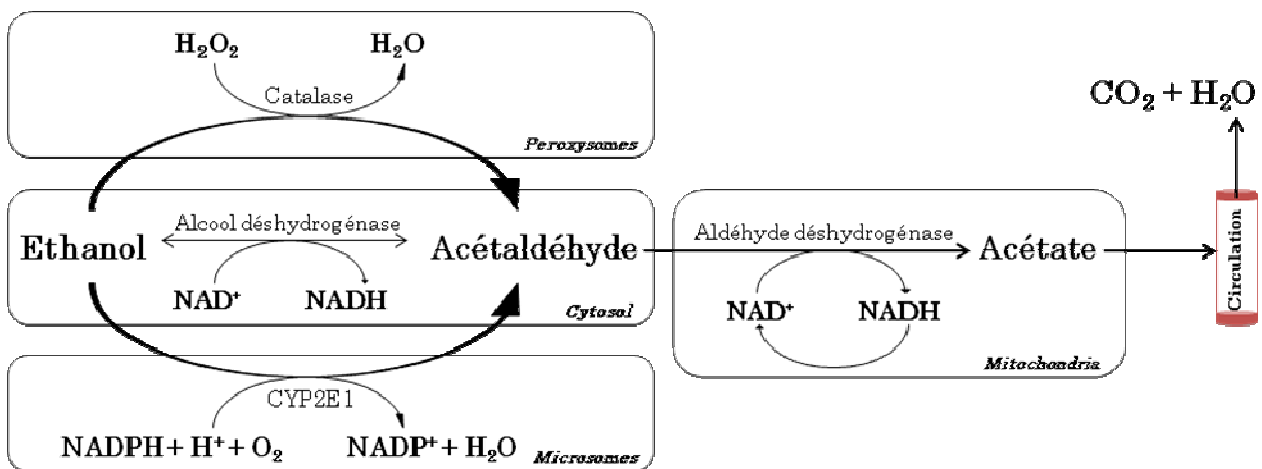 H₂O₂ H₂O
Catalase
Peroxysomes
CO₂ + H₂O
Alcool déshydrogénase
Ethanol Acétaldéhyde
NAD⁺ NADH
Cytosol
Aldéhyde déshydrogénase
Acétate
NAD⁺ NADH
Mitochondria
Circulation
CYP2E1
NADPH + H⁺ + O₂ NADP⁺ + H₂O
Microsomes